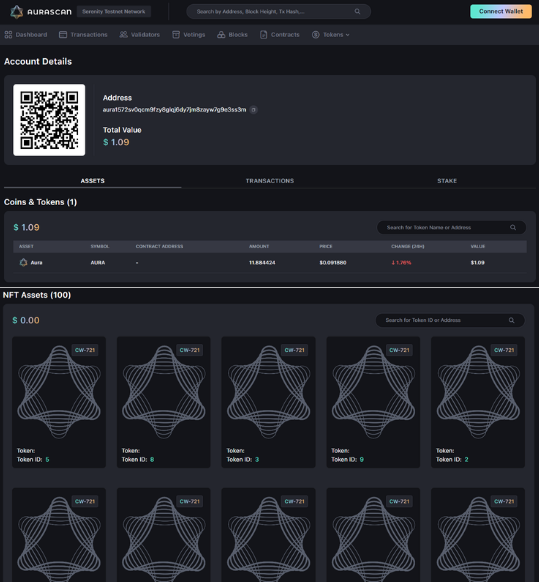 AURASCAN
Serenity Testnet Network
Search by Address, Block Height, Tx Hash,...
Connect Wallet
Dashboard
Transactions
Validators
Votings
Blocks
Contracts
Tokens
Account Details
Address
Total Value
$ 1.09
ASSETS
TRANSACTIONS
STAKE
Coins & Tokens (1)
$ 1.09
Search for Token Name or Address
ASSET SYMBOL CONTRACT ADDRESS AMOUNT PRICE CHANGE (24H) VALUE
Aura AURA - 11.884424 $0.091880 1.76% $1.09
NFT Assets (100)
$ 0.00
Search for Token ID or Address
CW-721 CW-721 CW-721 CW-721 CW-721
Token: Token: Token: Token: Token:
Token ID: 5 Token ID: 8 Token ID: 3 Token ID: 9 Token ID: 2
CW-721 CW-721 CW-721 CW-721 CW-721